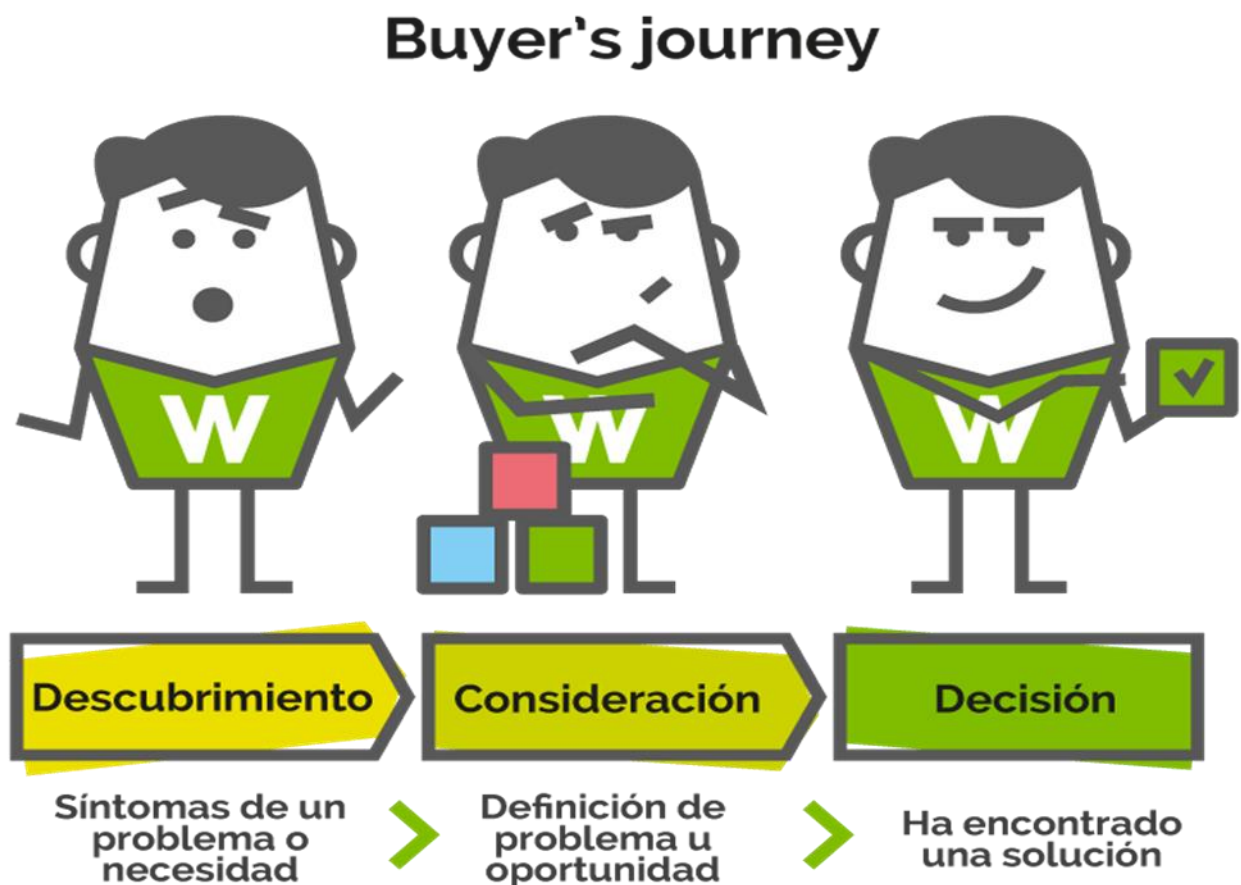 Buyer's journey
W
W
W
Descubrimiento
Consideración
Decisión
Síntomas de un
problema o
necesidad
Definición de
problema u
oportunidad
Ha encontrado
una solución